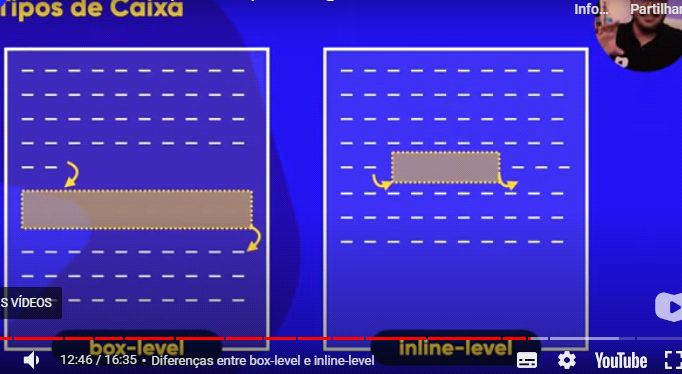 Tipos de Caixa
Info...
Partilhar
S VÍDEOS
box-level
inline-level
12:46 / 16:35 • Diferenças entre box-level e inline-level
YouTube